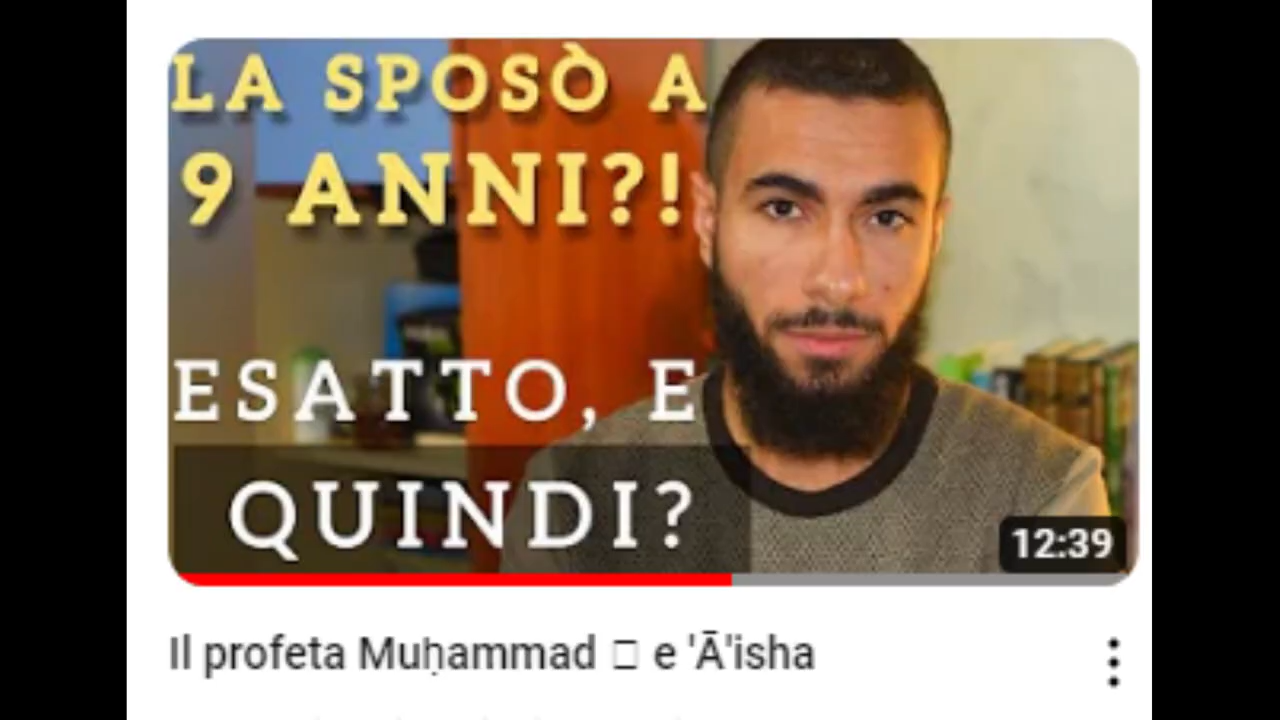 LA SPOSÒ A
9 ANNI?!
ESATTO, E
QUINDI?
12:39
Il profeta Muḥammad □ e 'Ā'isha